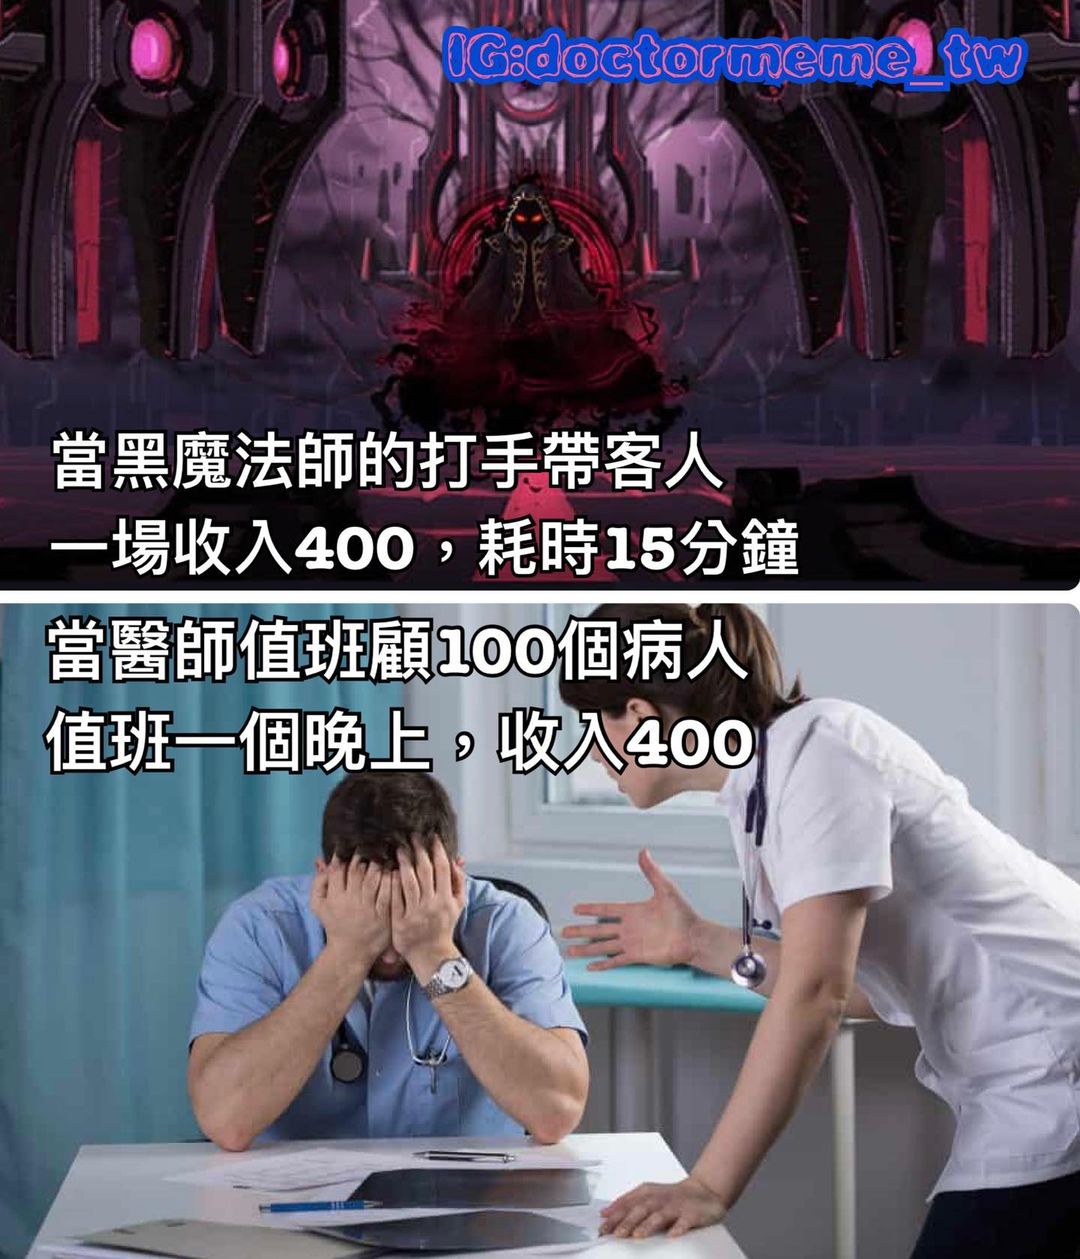 IG:doctormeme_tw
當黑魔法師的打手帶客人
一場收入400，耗時15分鐘
當醫師值班顧100個病人
值班一個晚上，收入400